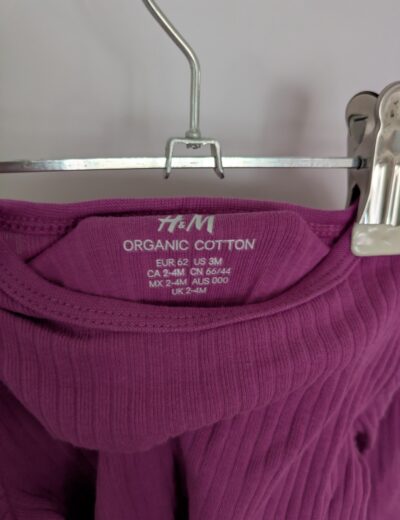 H&M
ORGANIC COTTON
EUR 62 US 3M
CA 2-4M CN 66/44
MX 2-4M AUS 000
UK 2-4M